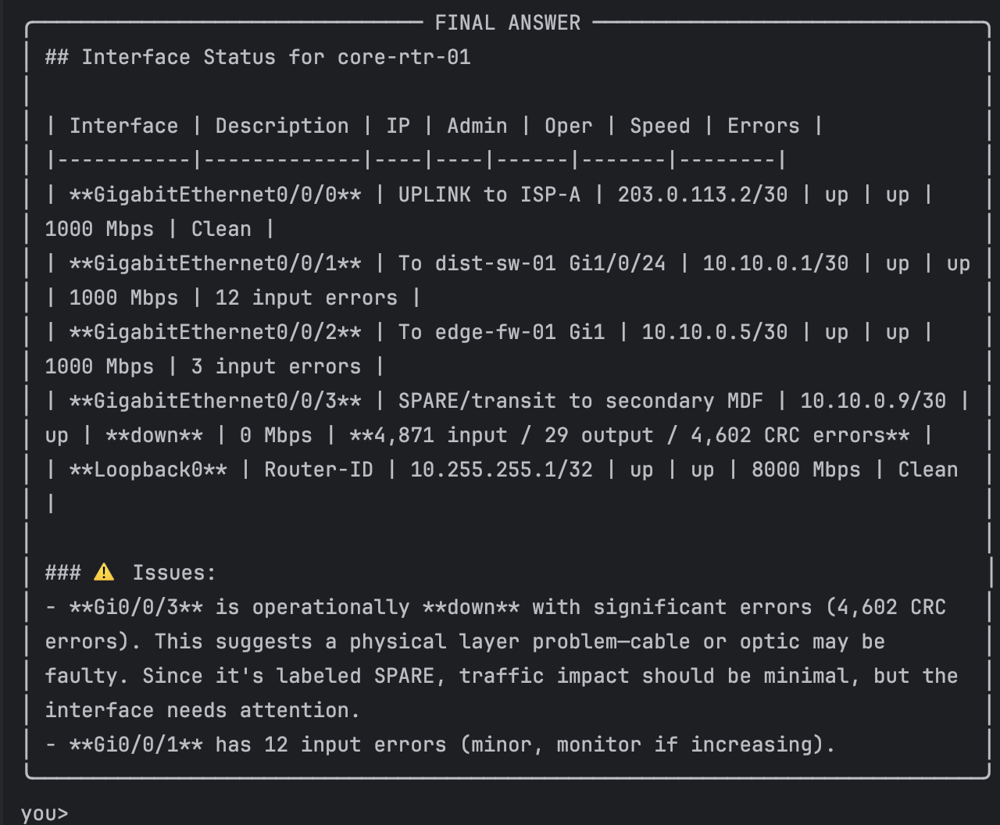 FINAL ANSWER
## Interface Status for core-rtr-01
| Interface | Description | IP | Admin | Oper | Speed | Errors |
|-----------|-------------|----|----|------|-------|--------|
| **GigabitEthernet0/0/0** | UPLINK to ISP-A | 203.0.113.2/30 | up | up |
1000 Mbps | Clean |
| **GigabitEthernet0/0/1** | To dist-sw-01 Gi1/0/24 | 10.10.0.1/30 | up | up
| 1000 Mbps | 12 input errors |
| **GigabitEthernet0/0/2** | To edge-fw-01 Gi1 | 10.10.0.5/30 | up | up |
1000 Mbps | 3 input errors |
| **GigabitEthernet0/0/3** | SPARE/transit to secondary MDF | 10.10.0.9/30 |
up | **down** | 0 Mbps | **4,871 input / 29 output / 4,602 CRC errors** |
| **Loopback0** | Router-ID | 10.255.255.1/32 | up | up | 8000 Mbps | Clean
|
### ⚠️ Issues:
- **Gi0/0/3** is operationally **down** with significant errors (4,602 CRC
errors). This suggests a physical layer problem—cable or optic may be
faulty. Since it's labeled SPARE, traffic impact should be minimal, but the
interface needs attention.
- **Gi0/0/1** has 12 input errors (minor, monitor if increasing).
you>